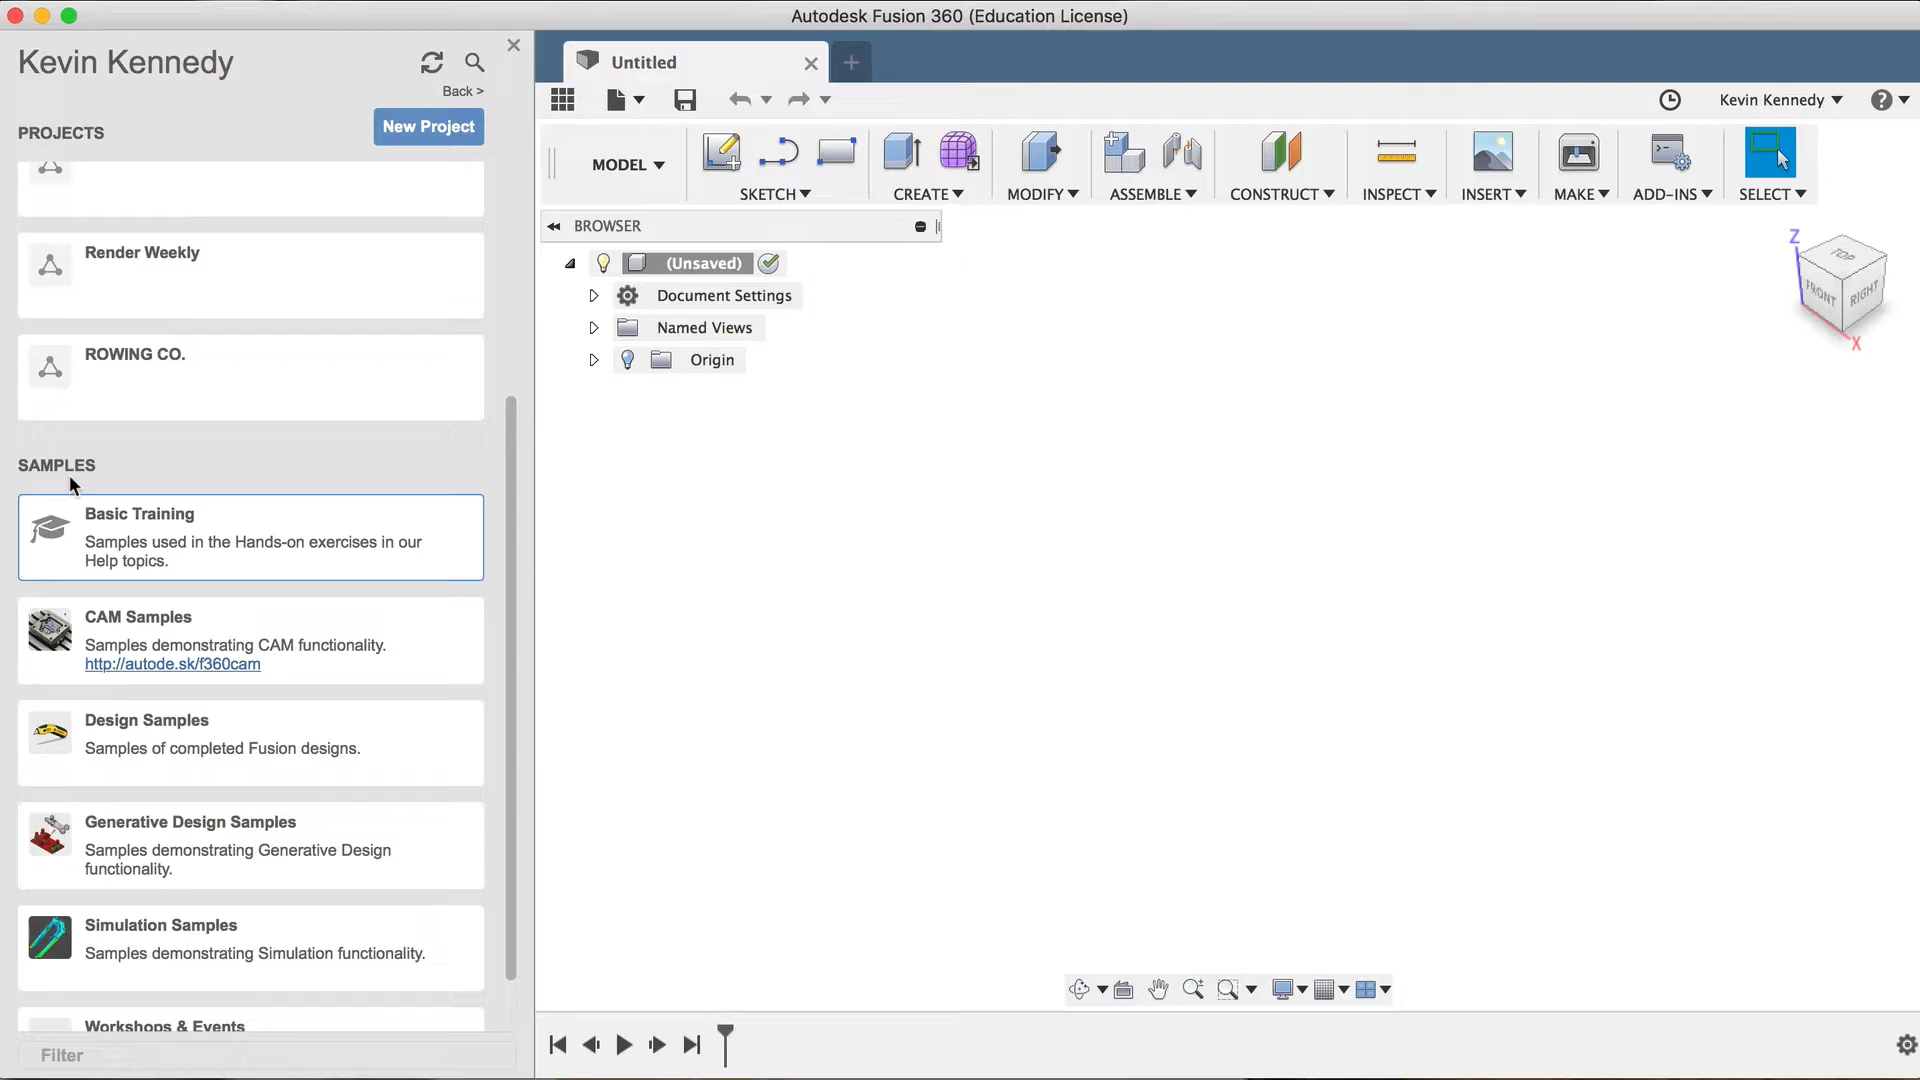 Autodesk Fusion 360 (Education License)
Kevin Kennedy
Back >
PROJECTS
New Project
Render Weekly
ROWING CO.
SAMPLES
Basic Training
Samples used in the Hands-on exercises in our
Help topics.
CAM Samples
Samples demonstrating CAM functionality.
http://autode.sk/f360cam
Design Samples
Samples of completed Fusion designs.
Generative Design Samples
Samples demonstrating Generative Design
functionality.
Simulation Samples
Samples demonstrating Simulation functionality.
Workshops & Events
Filter
Untitled
Kevin Kennedy
MODEL
SKETCH
CREATE
MODIFY
ASSEMBLE
CONSTRUCT
INSPECT
INSERT
MAKE
ADD-INS
SELECT
BROWSER
(Unsaved)
Document Settings
Named Views
Origin
Z
TOP
FRONT
RIGHT
X